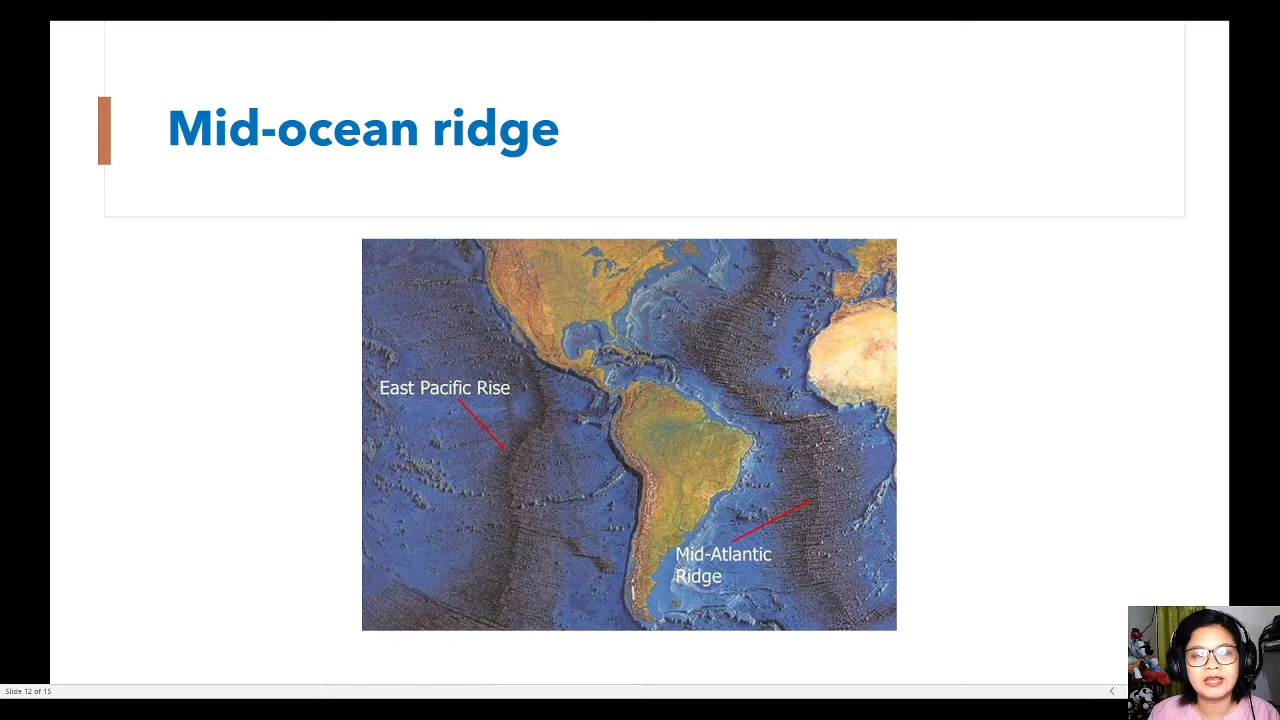 Mid-ocean ridge
East Pacific Rise
Mid-Atlantic
Ridge
Slide 12 of 15